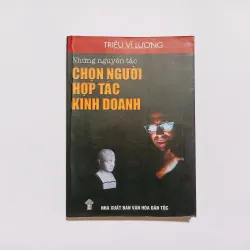 TRIỆU VĨ LƯƠNG
Những nguyên tắc
CHỌN NGƯỜI
HỢP TÁC
KINH DOANH
NHÀ XUẤT BẢN VĂN HÓA DÂN TỘC